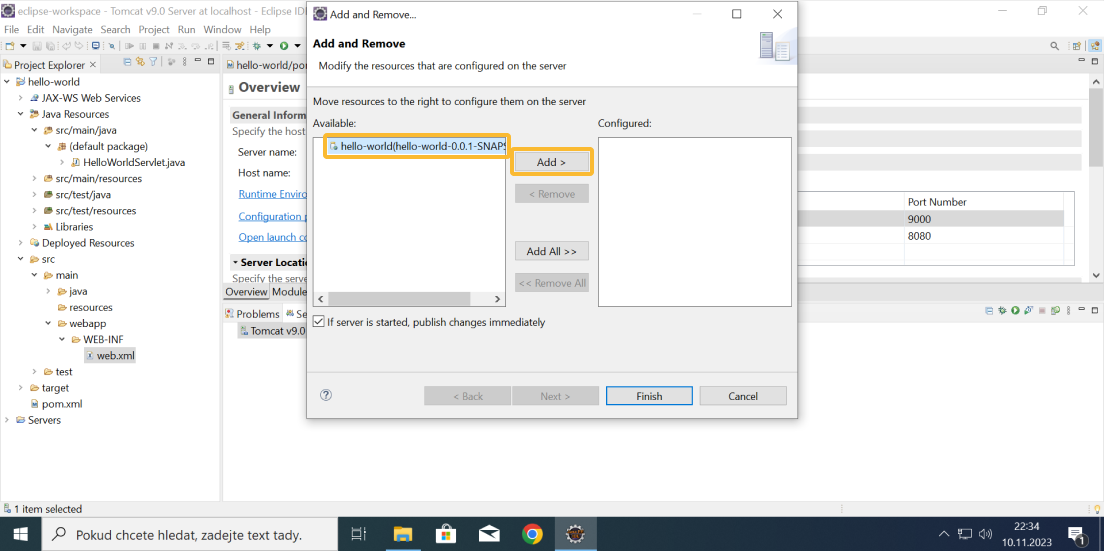 eclipse-workspace - Tomcat v9.0 Server at localhost - Eclipse IDE
File Edit Navigate Search Project Run Window Help
Project Explorer
hello-world
JAX-WS Web Services
Java Resources
src/main/java
(default package)
HelloWorldServlet.java
src/main/resources
src/test/java
src/test/resources
Libraries
Deployed Resources
src
main
java
resources
webapp
WEB-INF
web.xml
test
target
pom.xml
Servers
hello-world/pom
Overview
General Inform
Specify the host
Server name:
Host name:
Runtime Enviro
Configuration p
Open launch co
Server Locatio
Specify the serve
Overview Module
Problems Se
Tomcat v9.0
Port Number
9000
8080
Add and Remove...
Add and Remove
Modify the resources that are configured on the server
Move resources to the right to configure them on the server
Available:
Configured:
hello-world(hello-world-0.0.1-SNAPS
Add >
< Remove
Add All >>
<< Remove All
If server is started, publish changes immediately
?
< Back
Next >
Finish
Cancel
1 item selected
Pokud chcete hledat, zadejte text tady.
22:34
10.11.2023
1